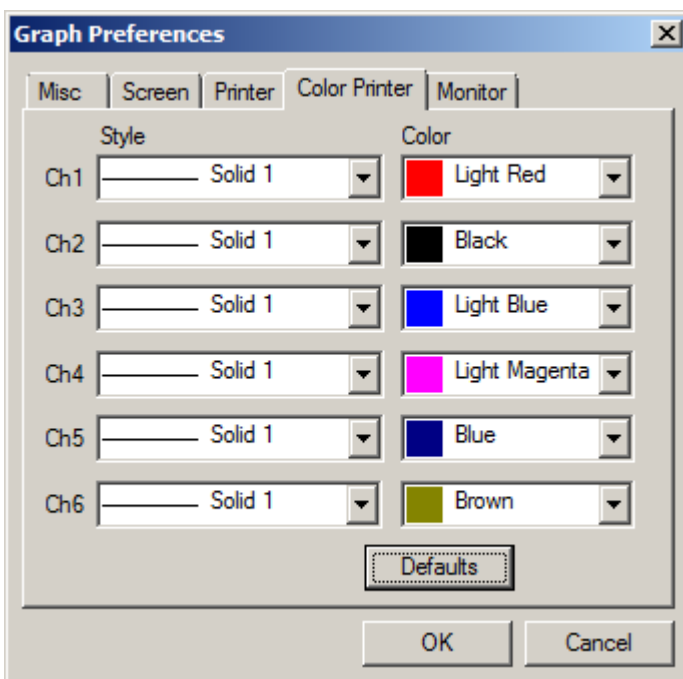 Graph Preferences
Misc Screen Printer Color Printer Monitor
Style Color
Ch1 Solid 1 Light Red
Ch2 Solid 1 Black
Ch3 Solid 1 Light Blue
Ch4 Solid 1 Light Magenta
Ch5 Solid 1 Blue
Ch6 Solid 1 Brown
Defaults
OK Cancel